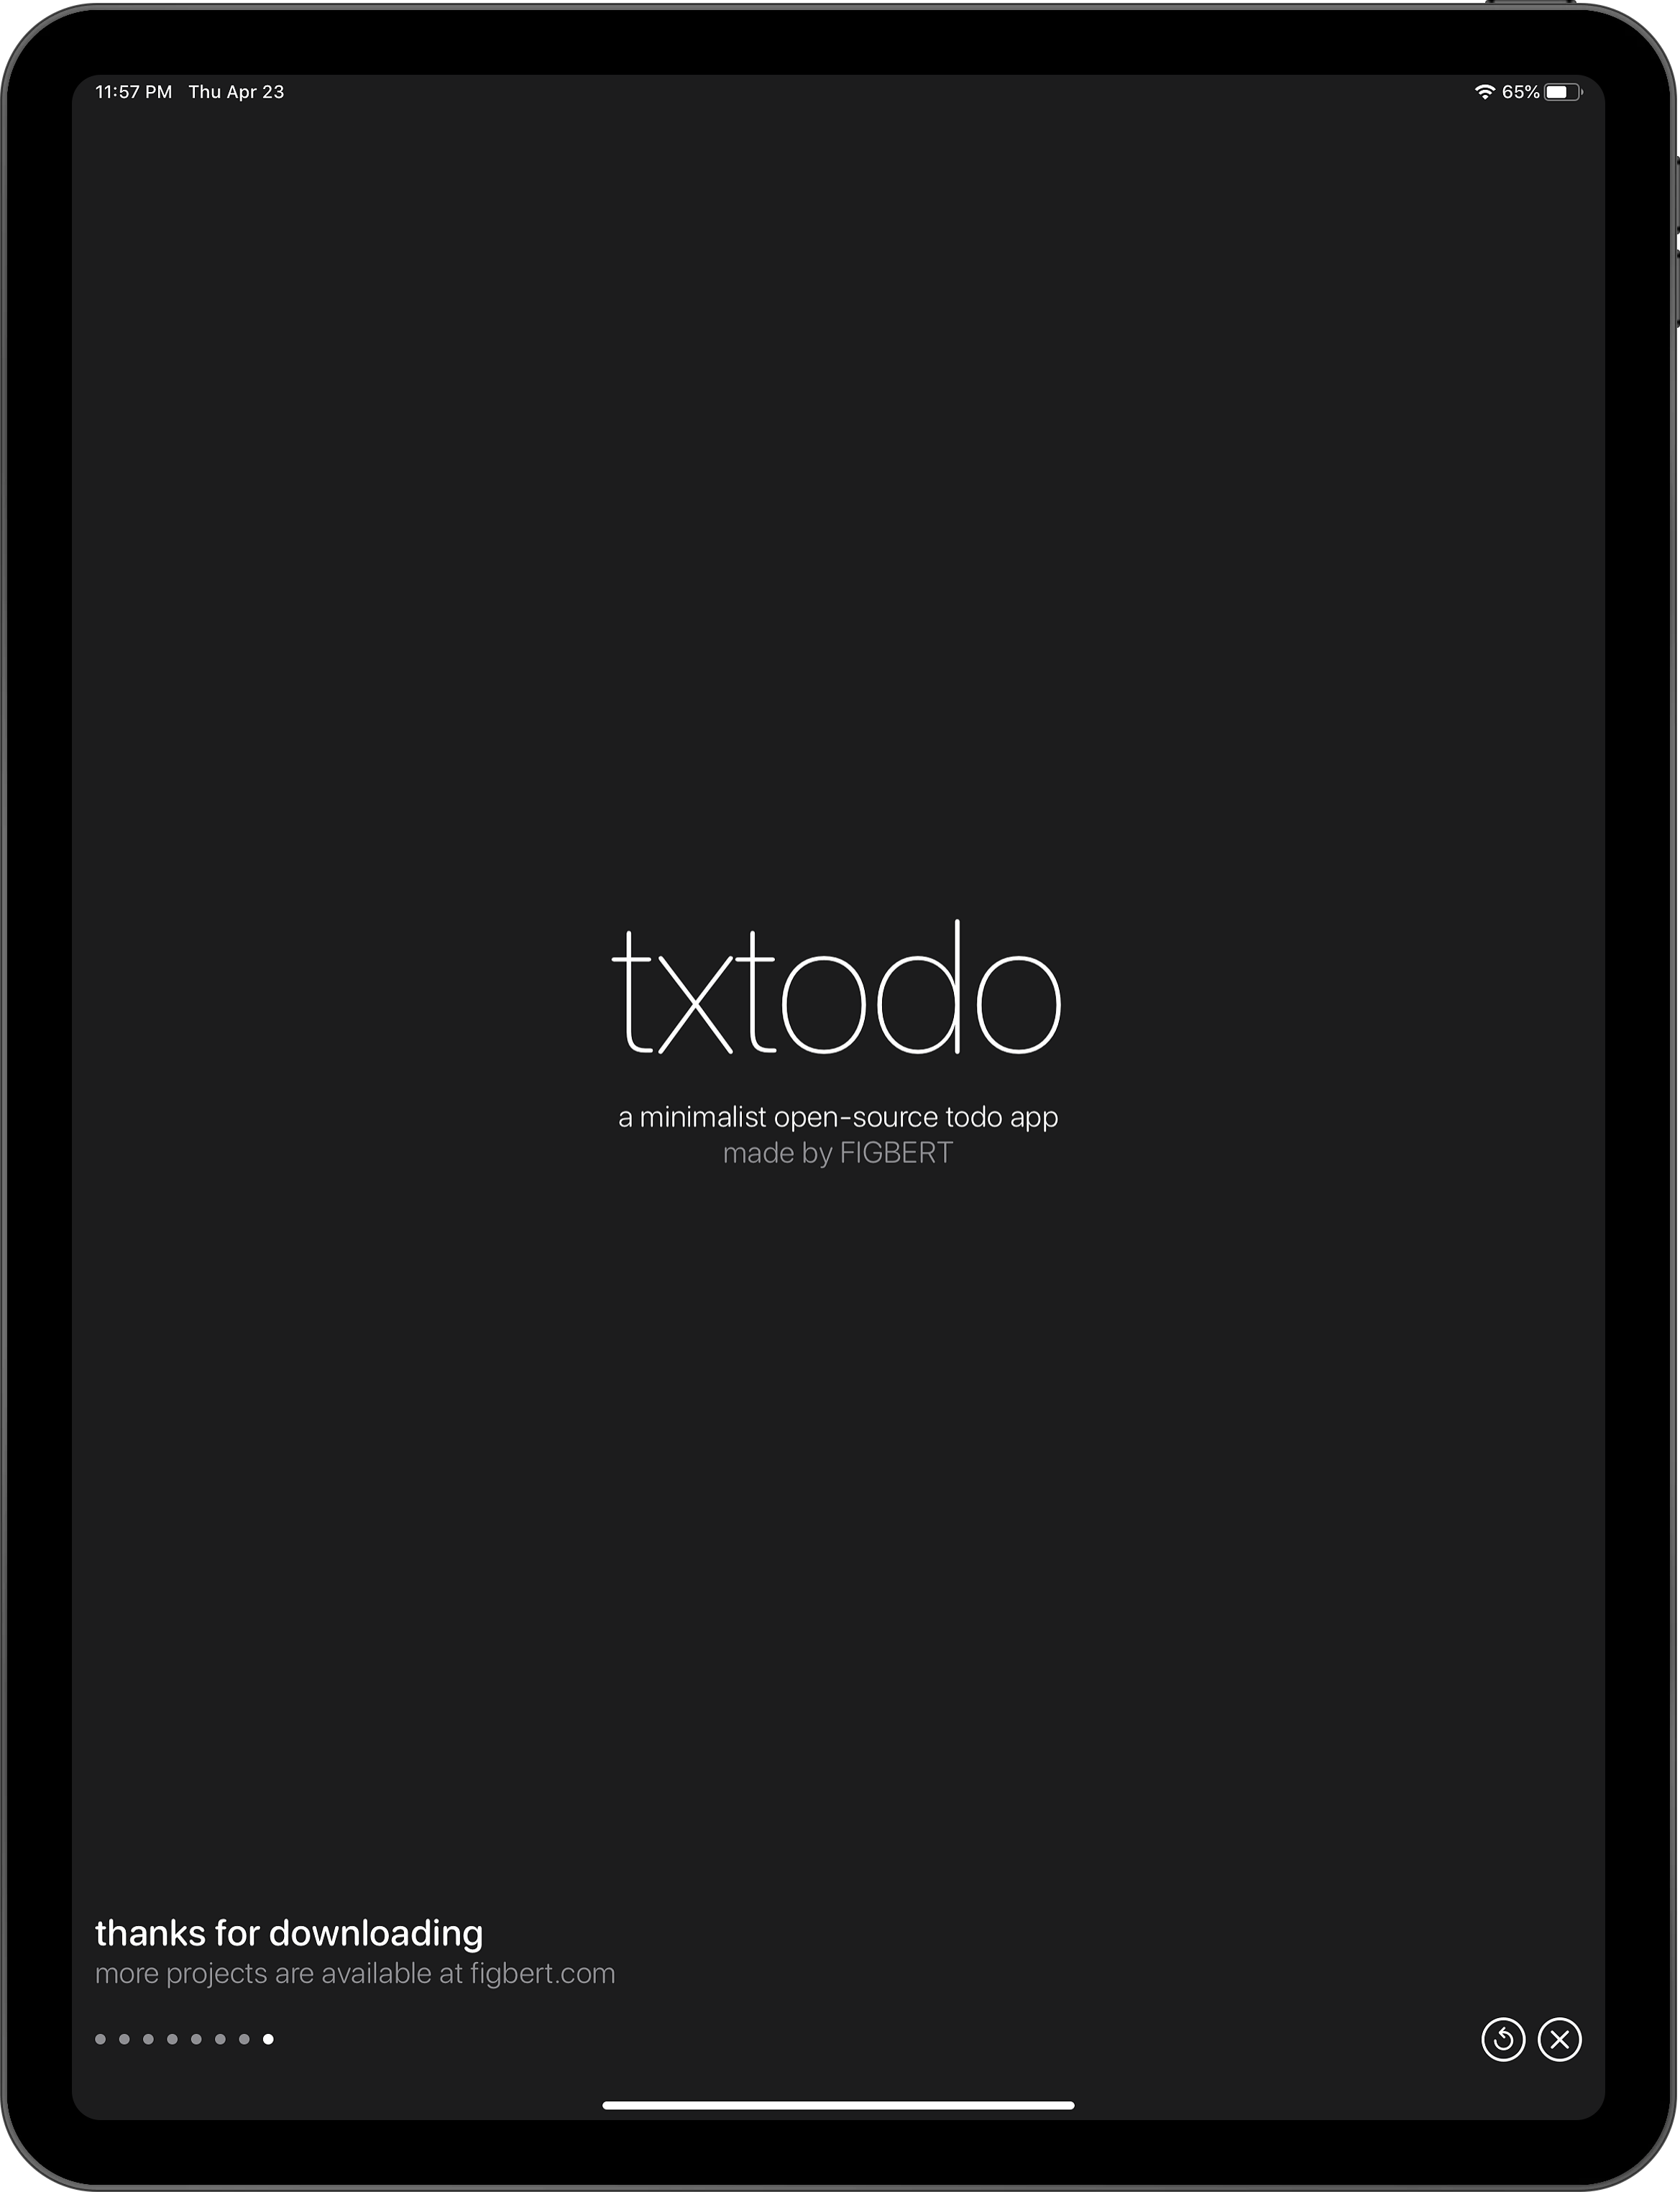 11:57 PM Thu Apr 23
65%
txtodo
a minimalist open-source todo app
made by FIGBERT
thanks for downloading
more projects are available at figbert.com